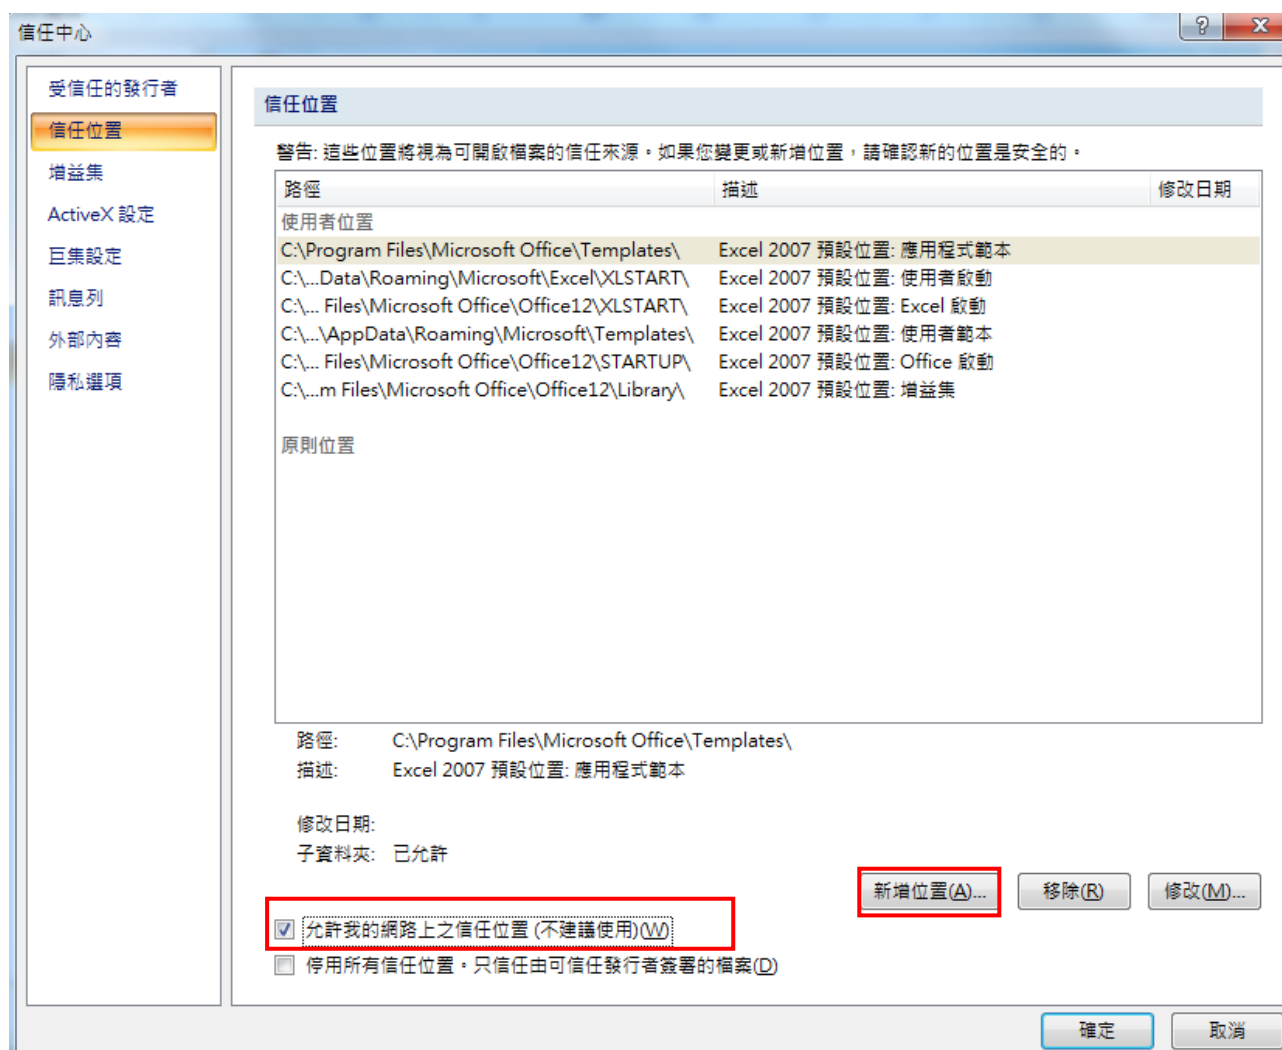 信任中心
受信任的發行者
信任位置
增益集
ActiveX 設定
巨集設定
訊息列
外部內容
隱私選項
信任位置
警告: 這些位置將視為可開啟檔案的信任來源。如果您變更或新增位置，請確認新的位置是安全的。
路徑 描述 修改日期
使用者位置
C:\Program Files\Microsoft Office\Templates\ Excel 2007 預設位置: 應用程式範本
C:\...Data\Roaming\Microsoft\Excel\XLSTART\ Excel 2007 預設位置: 使用者啟動
C:\... Files\Microsoft Office\Office12\XLSTART\ Excel 2007 預設位置: Excel 啟動
C:\...\AppData\Roaming\Microsoft\Templates\ Excel 2007 預設位置: 使用者範本
C:\... Files\Microsoft Office\Office12\STARTUP\ Excel 2007 預設位置: Office 啟動
C:\...m Files\Microsoft Office\Office12\Library\ Excel 2007 預設位置: 增益集
原則位置
路徑: C:\Program Files\Microsoft Office\Templates\
描述: Excel 2007 預設位置: 應用程式範本
修改日期:
子資料夾: 已允許
新增位置(A)... 移除(R) 修改(M)...
允許我的網路上之信任位置 (不建議使用)(W)
停用所有信任位置。只信任由可信任發行者簽署的檔案(D)
確定 取消